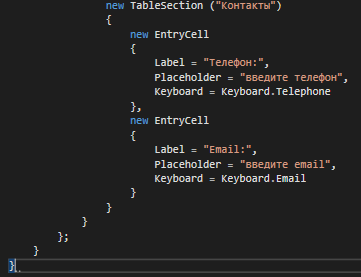 new TableSection ("Контакты")
{
new EntryCell
{
Label = "Телефон:",
Placeholder = "введите телефон",
Keyboard = Keyboard.Telephone
},
new EntryCell
{
Label = "Email:",
Placeholder = "введите email",
Keyboard = Keyboard.Email
}
}
}
};
}
}